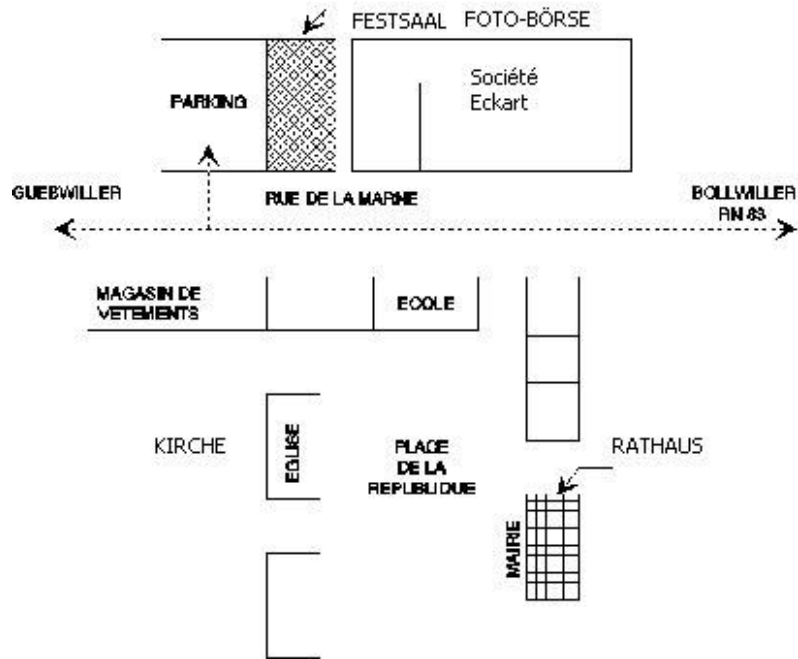 FESTSAAL FOTO-BÖRSE
Société
Eckart
PARKING
GUEBWILLER
RUE DE LA MARNE
BOLLWILLER
RN 83
MAGASIN DE
VETEMENTS
ECOLE
KIRCHE
EGLISE
PLACE
DE LA
REPUBLIQUE
RATHAUS
MAIRIE